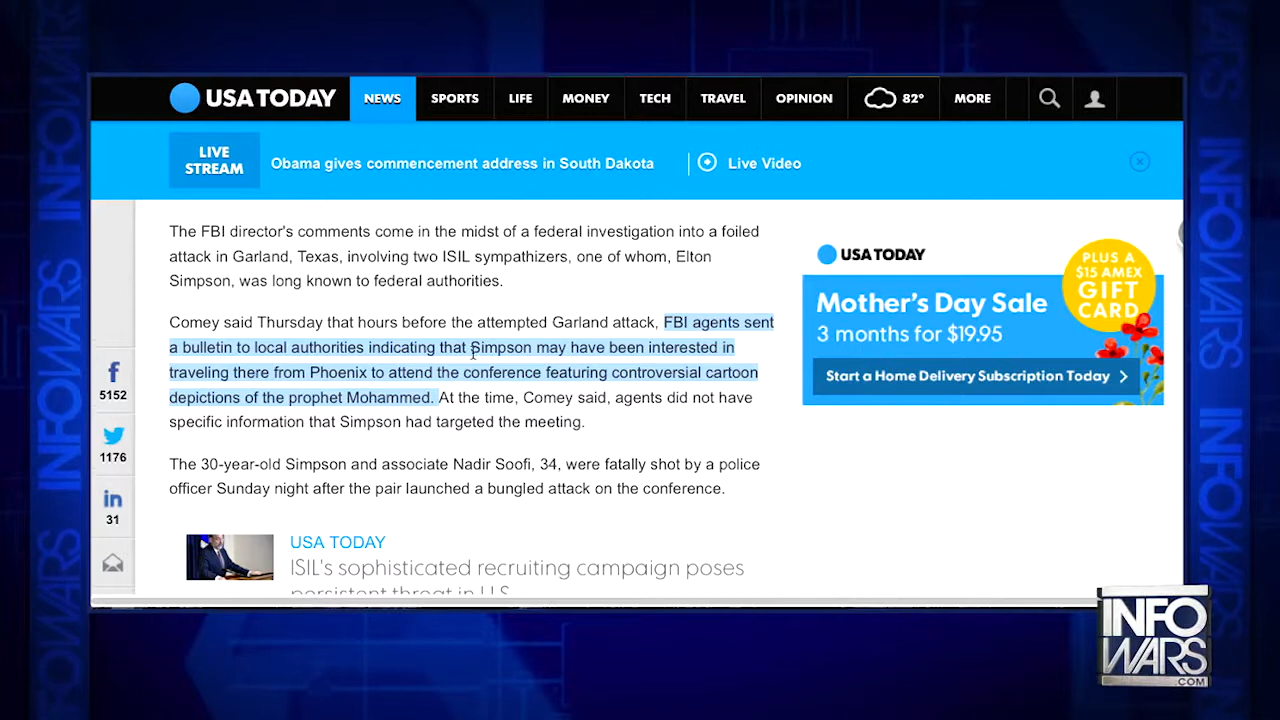 USA TODAY
NEWS
SPORTS
LIFE
MONEY
TECH
TRAVEL
OPINION
82°
MORE
LIVE
STREAM
Obama gives commencement address in South Dakota
Live Video
The FBI director's comments come in the midst of a federal investigation into a foiled
attack in Garland, Texas, involving two ISIL sympathizers, one of whom, Elton
Simpson, was long known to federal authorities.
Comey said Thursday that hours before the attempted Garland attack, FBI agents sent
a bulletin to local authorities indicating that Simpson may have been interested in
traveling there from Phoenix to attend the conference featuring controversial cartoon
depictions of the prophet Mohammed. At the time, Comey said, agents did not have
specific information that Simpson had targeted the meeting.
The 30-year-old Simpson and associate Nadir Soofi, 34, were fatally shot by a police
officer Sunday night after the pair launched a bungled attack on the conference.
USA TODAY
ISIL's sophisticated recruiting campaign poses
persistent threat in U.S.
5152
1176
31
USA TODAY
PLUS A
$15 AMEX
GIFT
CARD
Mother's Day Sale
3 months for $19.95
Start a Home Delivery Subscription Today
INFOWARS
INFOWARS
INFOWARS
INFOWARS
INFO
WARS
.COM